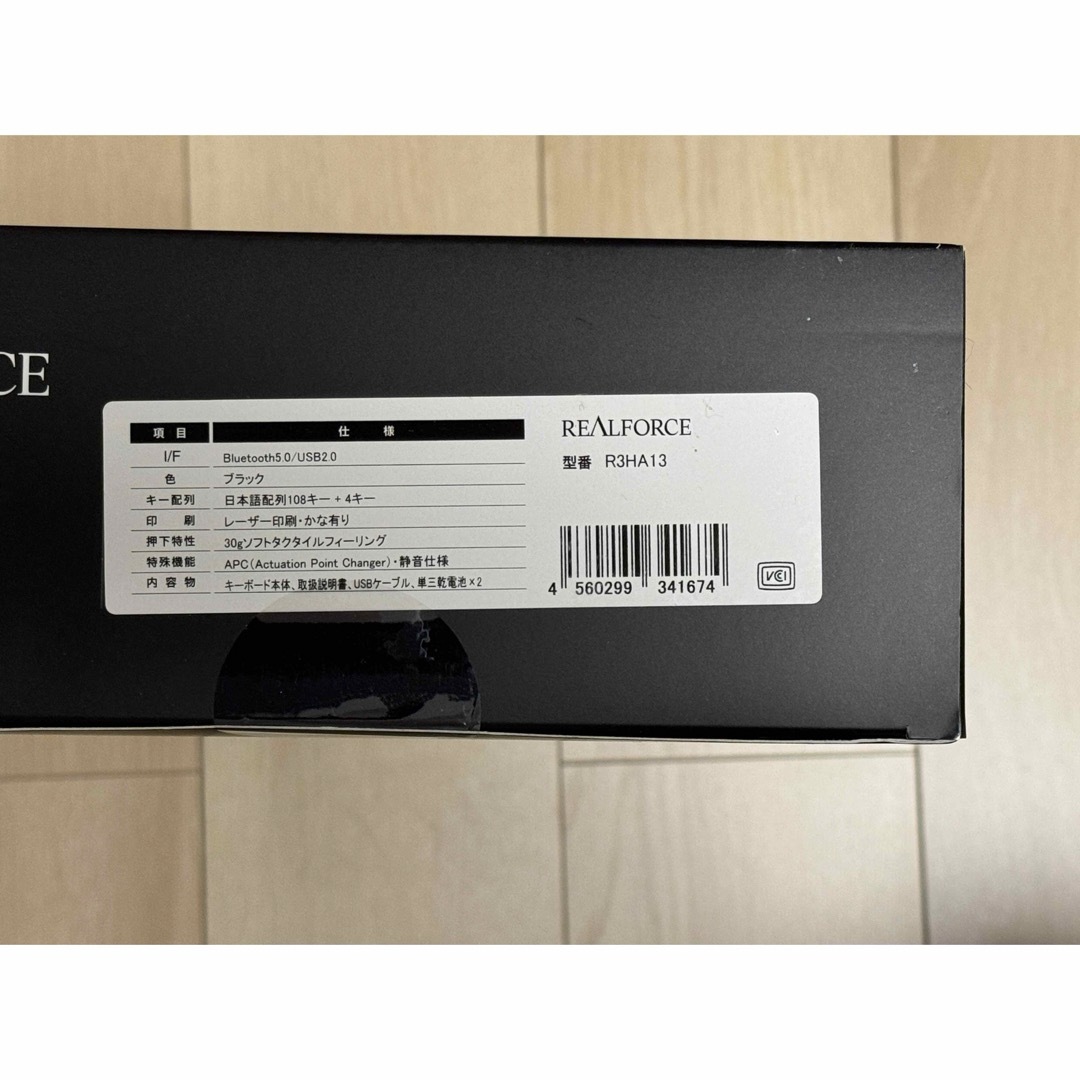 CE
項目 仕様
I/F Bluetooth5.0/USB2.0
色 ブラック
キー配列 日本語配列108キー + 4キー
印刷 レーザー印刷・かな有り
押下特性 30gソフトタクタイルフィーリング
特殊機能 APC(Actuation Point Changer)・静音仕様
内容物 キーボード本体、取扱説明書、USBケーブル、単三乾電池×2
REALFORCE
型番 R3HA13
4 560299 341674
VCCI